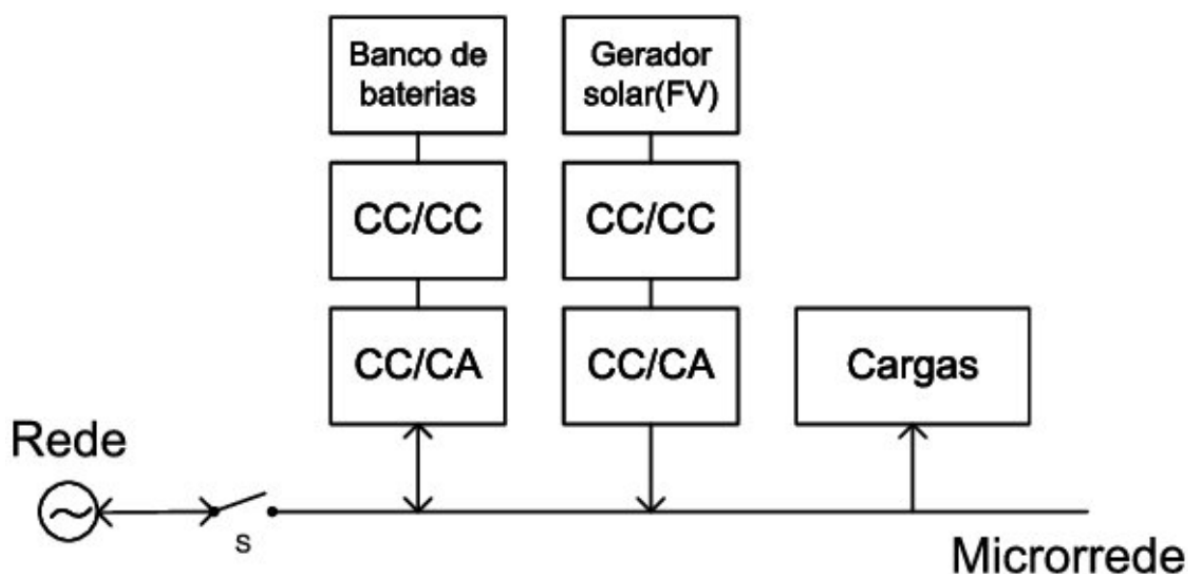 Banco de
baterias
Gerador
solar(FV)
CC/CC
CC/CC
CC/CA
CC/CA
Cargas
Rede
S
Microrrede